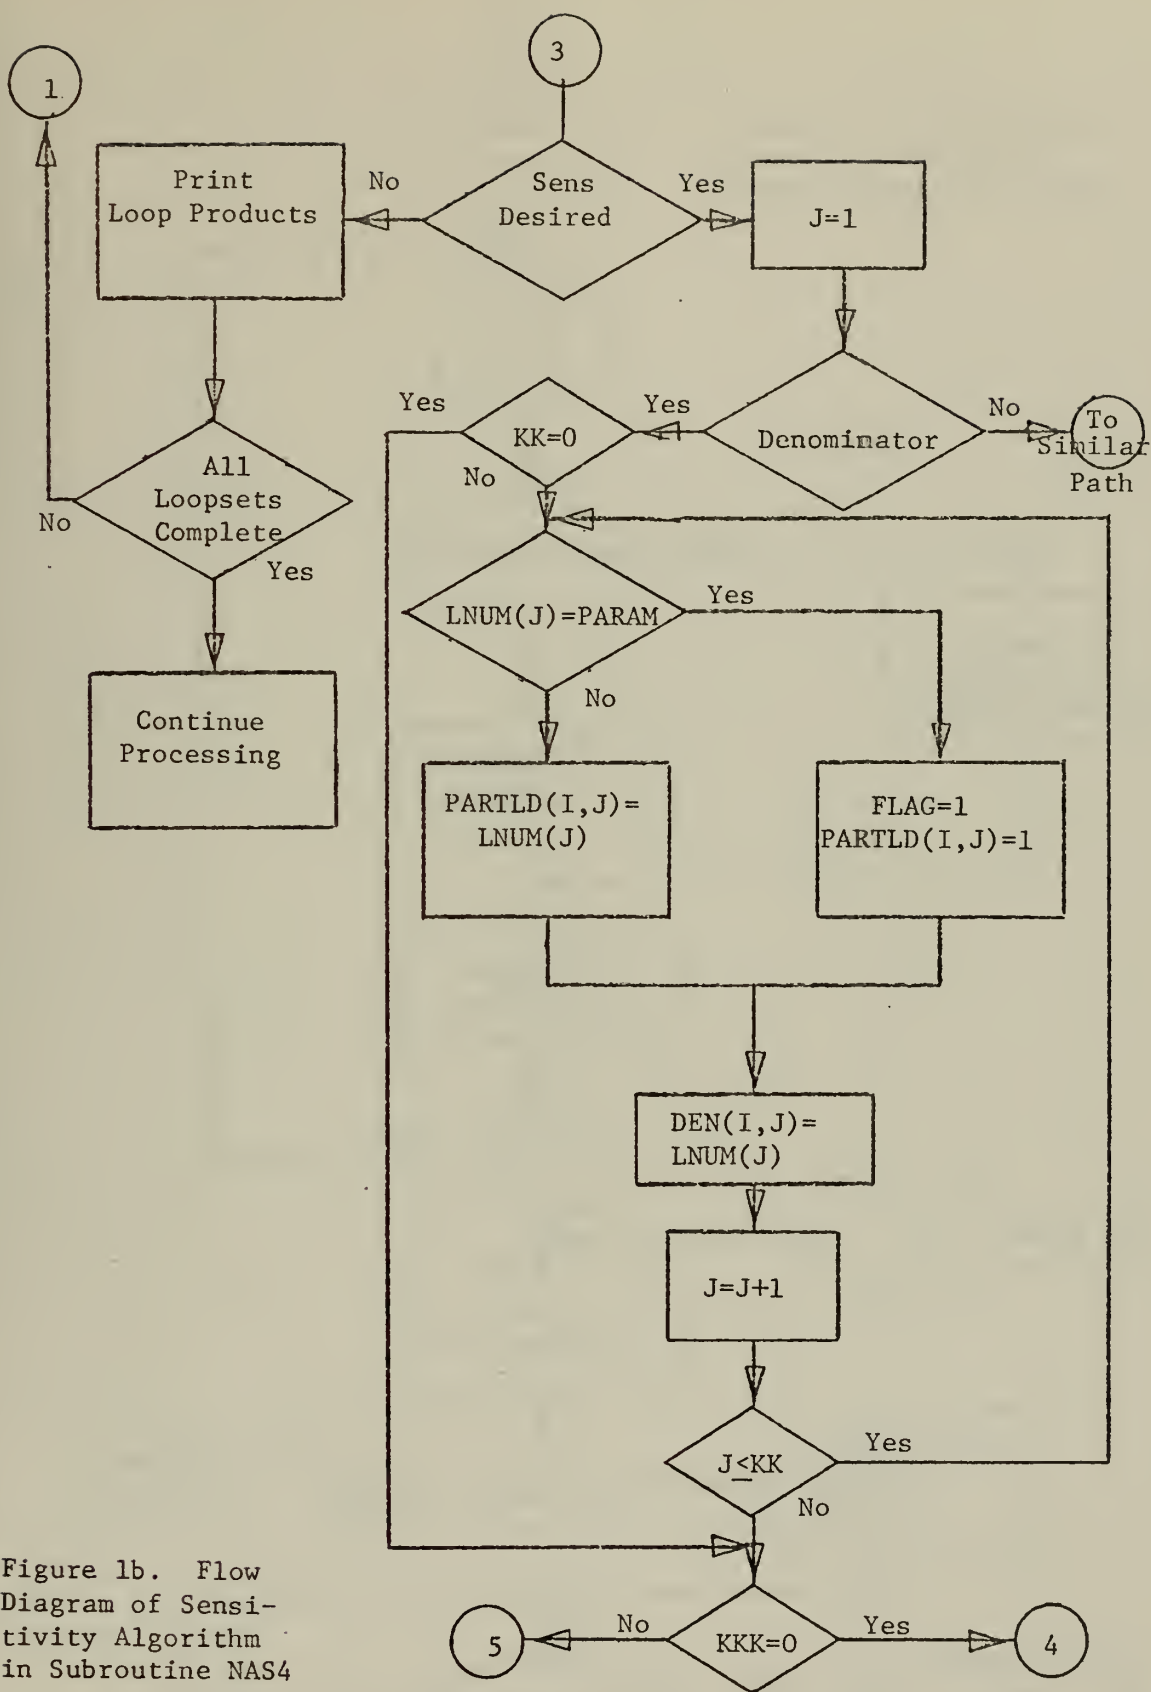 1
3
Print
Loop Products
No
Sens
Desired
Yes
J=1
All
Loopsets
Complete
No
Yes
Continue
Processing
Yes
KK=0
Yes
No
Denominator
No
To
Similar
Path
LNUM(J)=PARAM
Yes
No
PARTLD(I,J)=
LNUM(J)
FLAG=1
PARTLD(I,J)=1
DEN(I,J)=
LNUM(J)
J=J+1
J≤KK
Yes
No
5
No
KKK=0
Yes
4
Figure 1b. Flow
Diagram of Sensi-
tivity Algorithm
in Subroutine NAS4